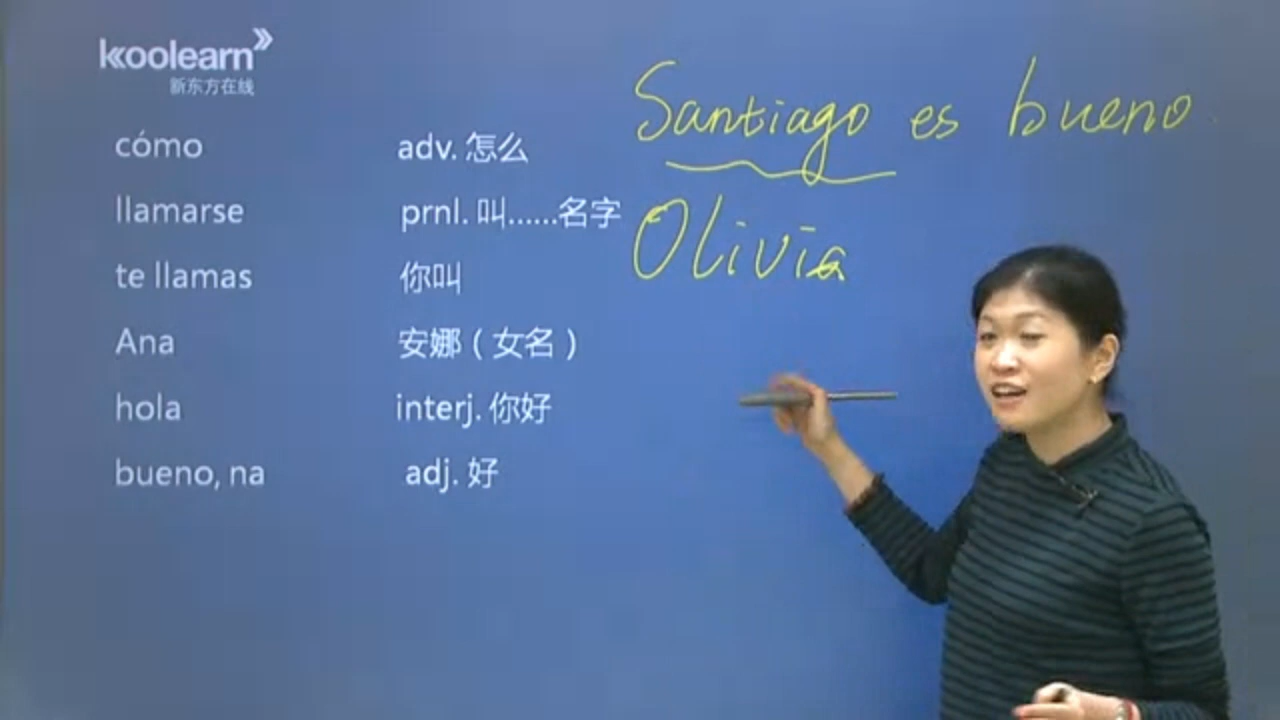 koolearn
新东方在线
cómo adv. 怎么
llamarse prnl. 叫……名字
te llamas 你叫
Ana 安娜（女名）
hola interj. 你好
bueno, na adj. 好
Santiago es bueno.
Olivia